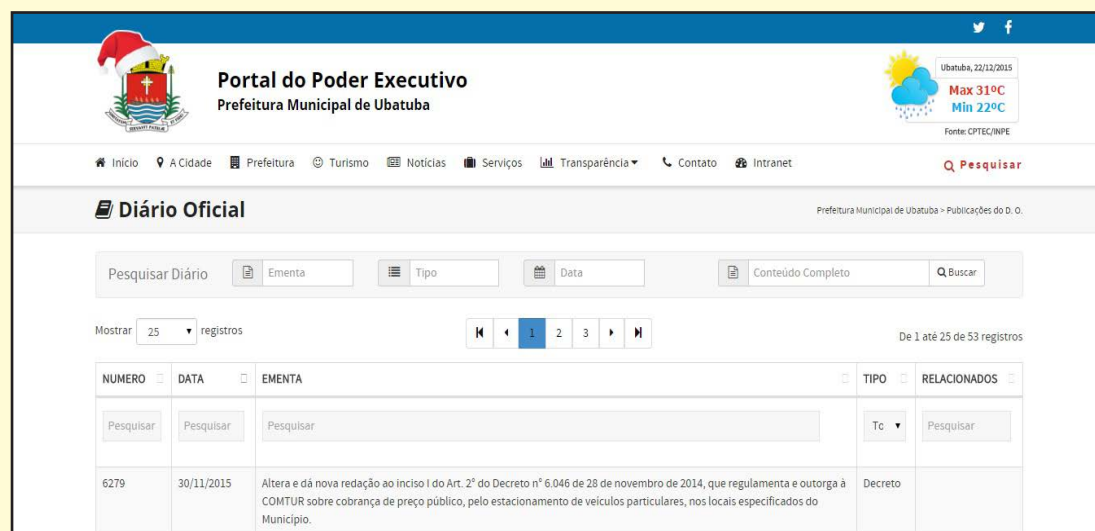 Portal do Poder Executivo
Prefeitura Municipal de Ubatuba
Ubatuba, 22/12/2015
Max 31ºC
Min 22ºC
Fonte: CPTEC/INPE
Início A Cidade Prefeitura Turismo Notícias Serviços Transparência Contato Intranet Pesquisar
Diário Oficial
Prefeitura Municipal de Ubatuba > Publicações do D. O.
Pesquisar Diário Ementa Tipo Data Conteúdo Completo Buscar
Mostrar 25 registros 1 2 3 De 1 até 25 de 53 registros
NUMERO DATA EMENTA TIPO RELACIONADOS
Pesquisar Pesquisar Pesquisar Tc Pesquisar
6279 30/11/2015 Altera e dá nova redação ao inciso I do Art. 2° do Decreto n° 6.046 de 28 de novembro de 2014, que regulamenta e outorga à Decreto
COMTUR sobre cobrança de preço público, pelo estacionamento de veículos particulares, nos locais especificados do
Município.